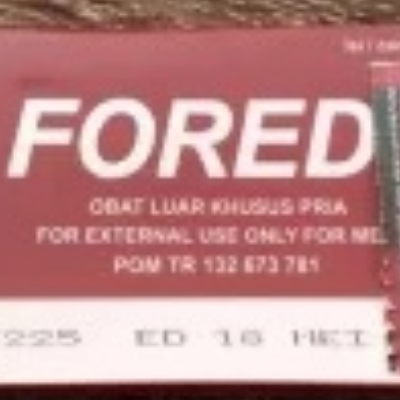 FORED
OBAT LUAR KHUSUS PRIA
FOR EXTERNAL USE ONLY FOR ME
POM TR 132 673 781
225 ED 16 MEI